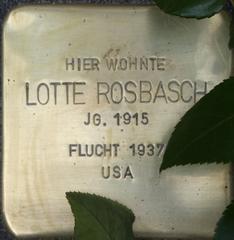 HIER WOHNTE
LOTTE ROSBASCH
JG. 1915
FLUCHT 1937
USA